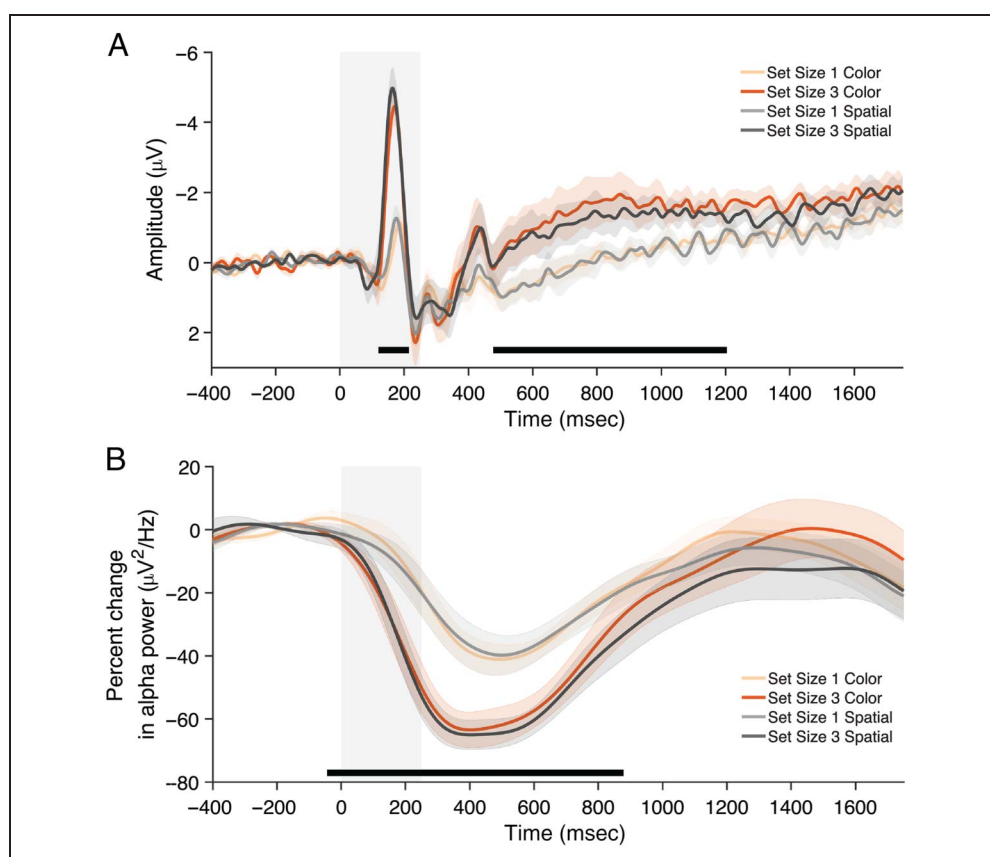 A
−6
−4
−2
0
2
Amplitude (μV)
Set Size 1 Color
Set Size 3 Color
Set Size 1 Spatial
Set Size 3 Spatial
−400 −200 0 200 400 600 800 1000 1200 1400 1600
Time (msec)
B
20
0
−20
−40
−60
−80
Percent change
in alpha power (μV²/Hz)
Set Size 1 Color
Set Size 3 Color
Set Size 1 Spatial
Set Size 3 Spatial
−400 −200 0 200 400 600 800 1000 1200 1400 1600
Time (msec)